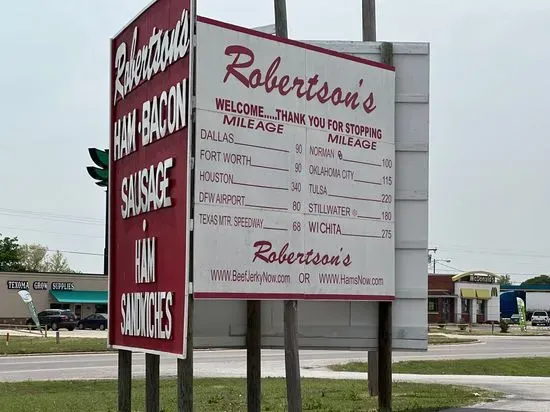 Robertson's
HAM · BACON
SAUSAGE
·
HAM
SANDWICHES
Robertson's
WELCOME.....THANK YOU FOR STOPPING
MILEAGE
DALLAS 90
FORT WORTH 90
HOUSTON 340
DFW AIRPORT 80
TEXAS MTR. SPEEDWAY 68
MILEAGE
NORMAN 100
OKLAHOMA CITY 115
TULSA 220
STILLWATER 180
WICHITA 275
Robertson's
WWW.BeefJerkyNow.com OR WWW.HamsNow.com
TEXOMA GROW SUPPLIES
McDonald's